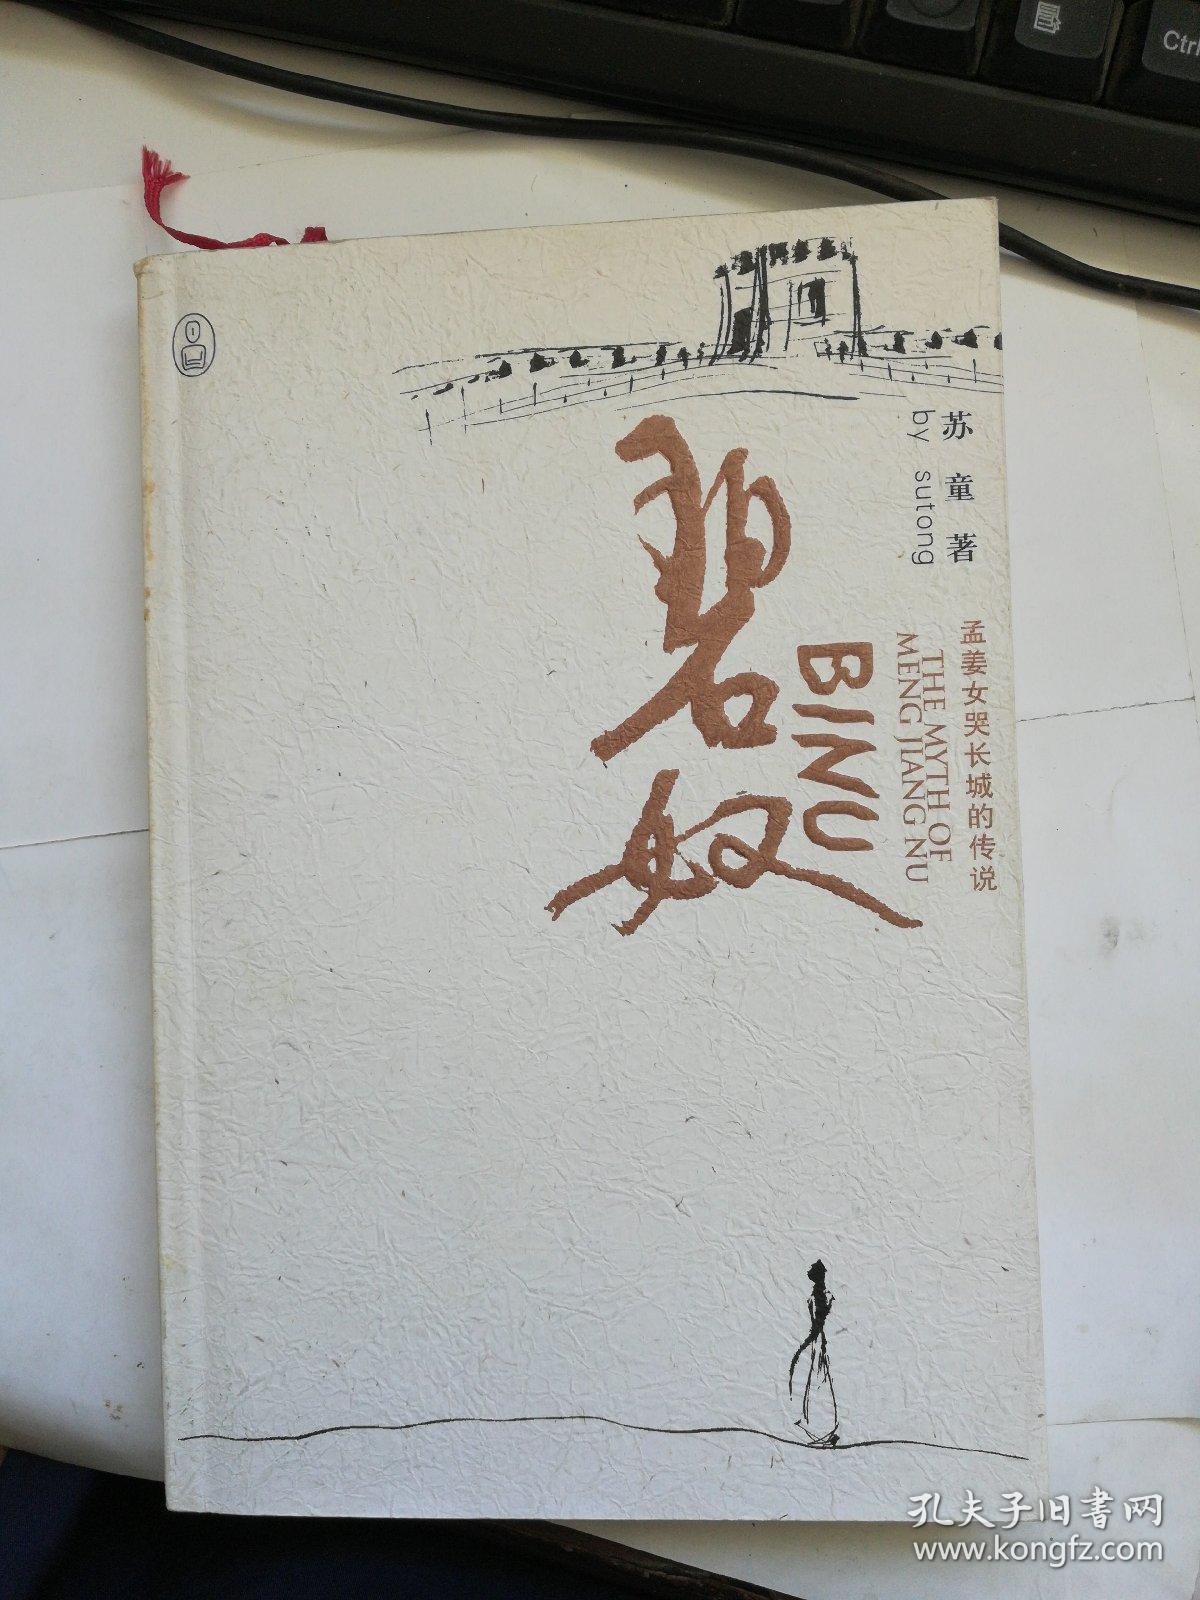 Ctrl
苏童著
by sutong
碧奴
BINU
孟姜女哭长城的传说
THE MYTH OF
MENG JIANG NU
孔夫子旧书网
www.kongfz.com